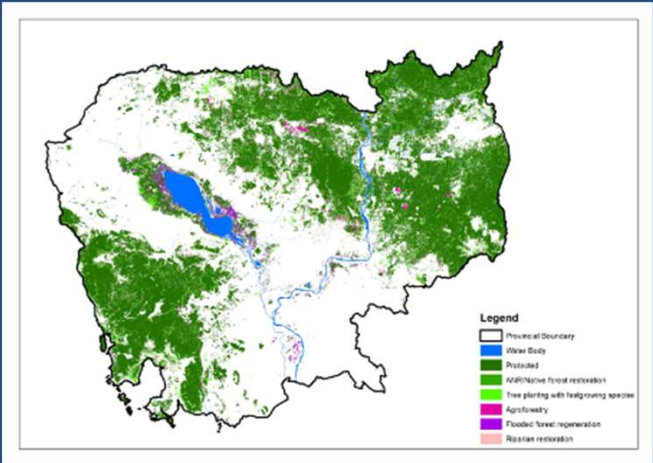 Legend
Provincial Boundary
Water Body
Protected
ANR/Native forest restoration
Tree planting with fastgrowing species
Agroforestry
Flooded forest regeneration
Riparian restoration